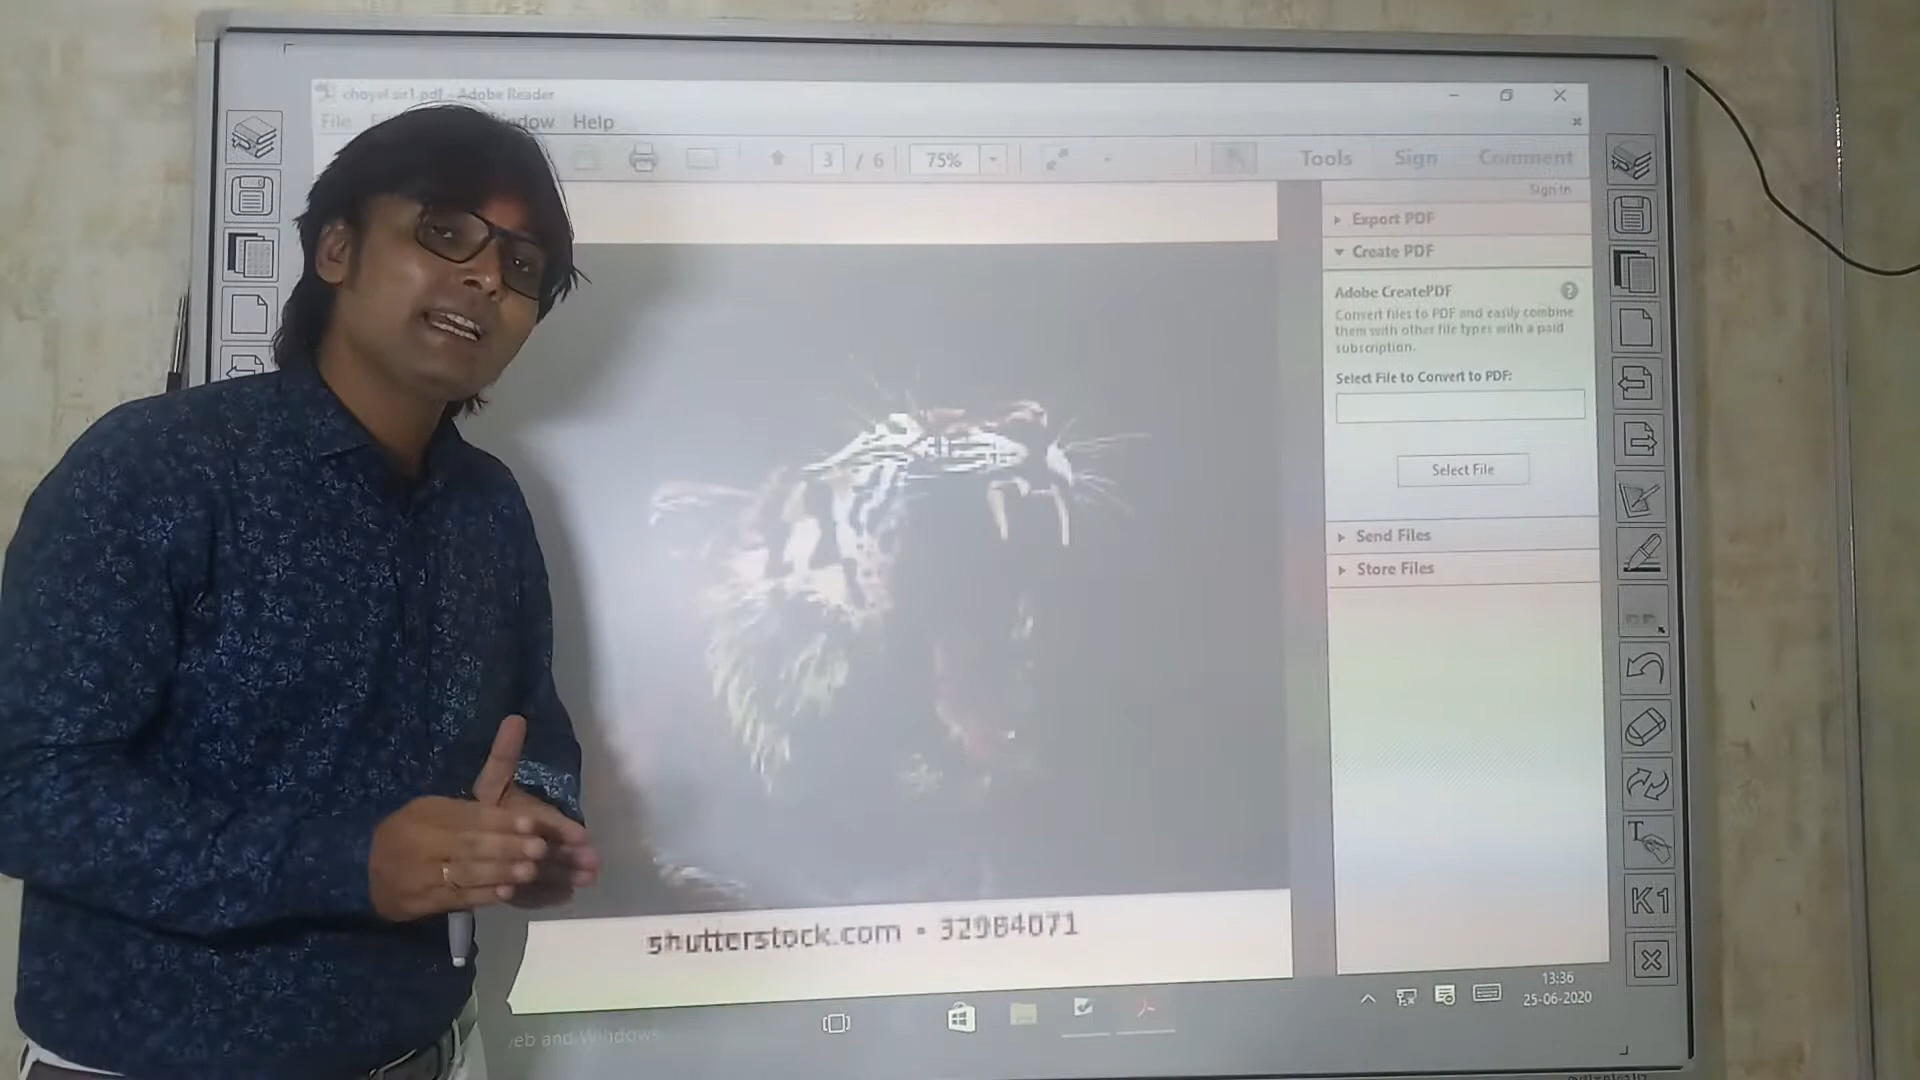 choyal sir1.pdf - Adobe Reader
File
Window Help
3 / 6 75%
Tools Sign Comment
Sign In
Export PDF
Create PDF
Adobe CreatePDF
Convert files to PDF and easily combine
them with other file types with a paid
subscription.
Select File to Convert to PDF:
Select File
Send Files
Store Files
T
K1
shutterstock.com • 32984071
and Windows
13:36
25-06-2020